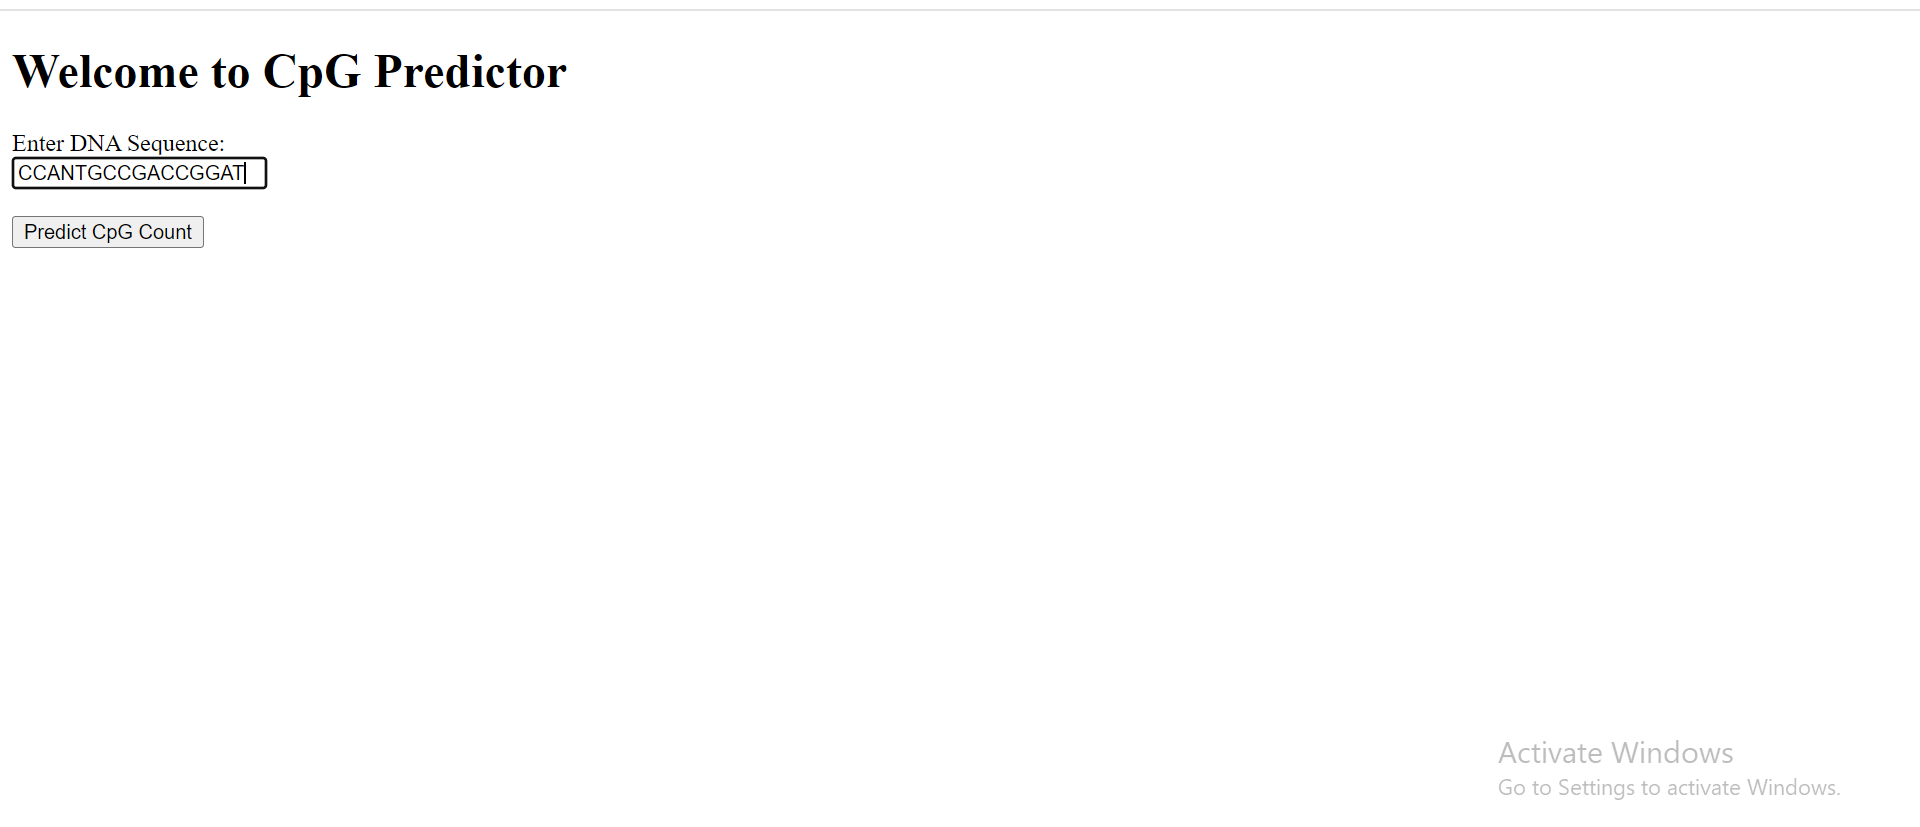 Welcome to CpG Predictor
Enter DNA Sequence:
CCANTGCCGACCGGAT
Predict CpG Count
Activate Windows
Go to Settings to activate Windows.